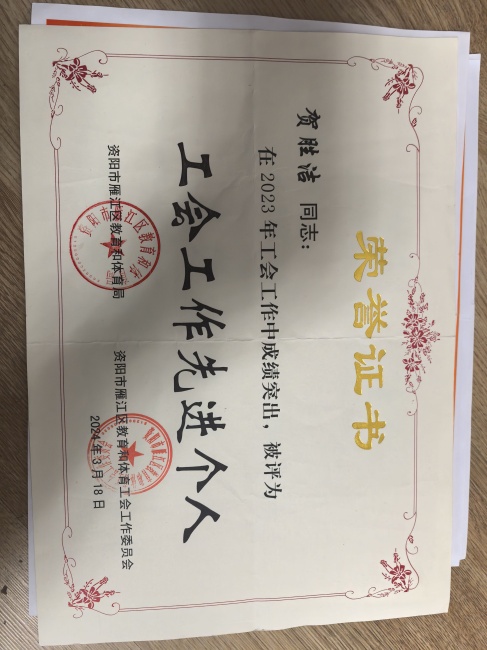 荣誉证书
贺胜洁 同志：
在2023年工会工作中成绩突出，被评为
工会工作先进个人
资阳市雁江区教育和体育局
资阳市雁江区教育和体育工会工作委员会
2024年3月18日